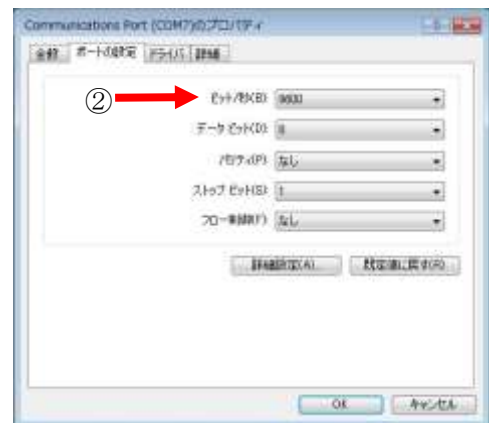 Communications Port (COM7)のプロパティ
全般 ポートの設定 ドライバ 詳細
② ビット/秒(B): 9600
データ ビット(D): 8
パリティ(P): なし
ストップ ビット(S): 1
フロー制御(F): なし
詳細設定(A)... 既定値に戻す(R)
OK キャンセル